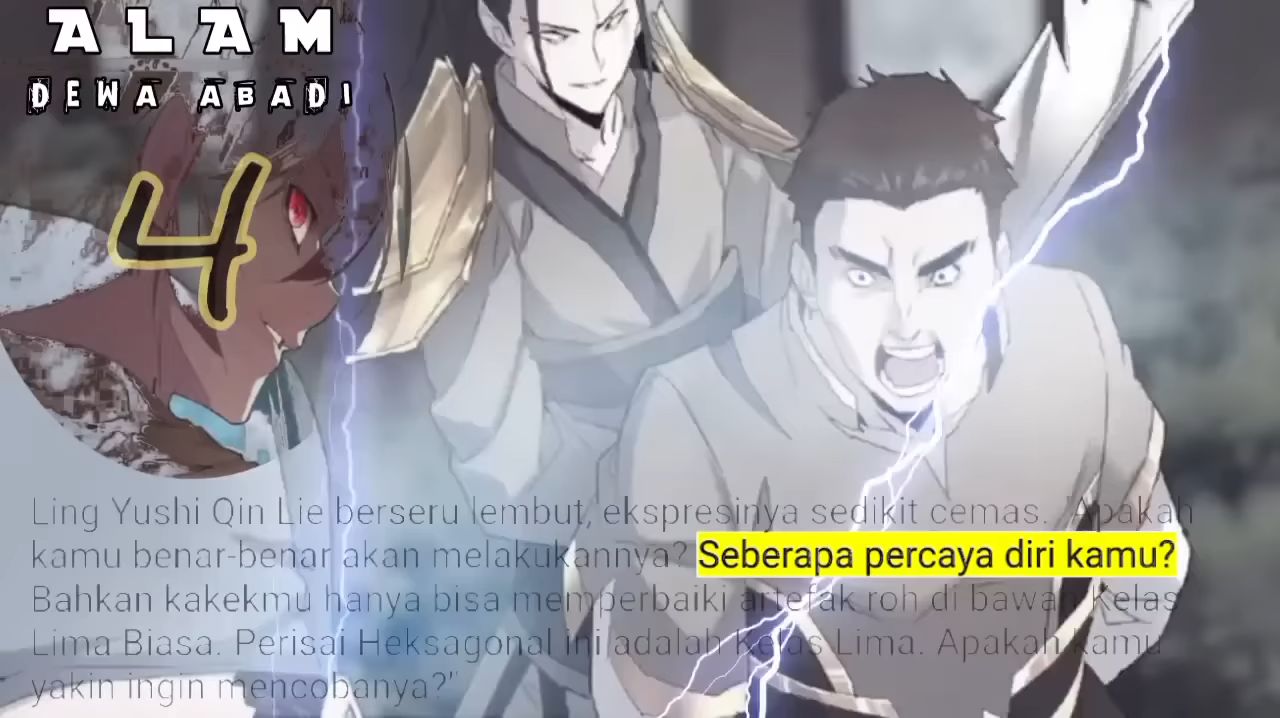 ALAM
DEWA ABADI
4
Ling Yushi Qin Lie berseru lembut, ekspresinya sedikit cemas. "Apakah
kamu benar-benar akan melakukannya? Seberapa percaya diri kamu?
Bahkan kakekmu hanya bisa memperbaiki artefak roh di bawah Kelas
Lima Biasa. Perisai Heksagonal ini adalah Kelas Lima. Apakah kamu
yakin ingin mencobanya?"